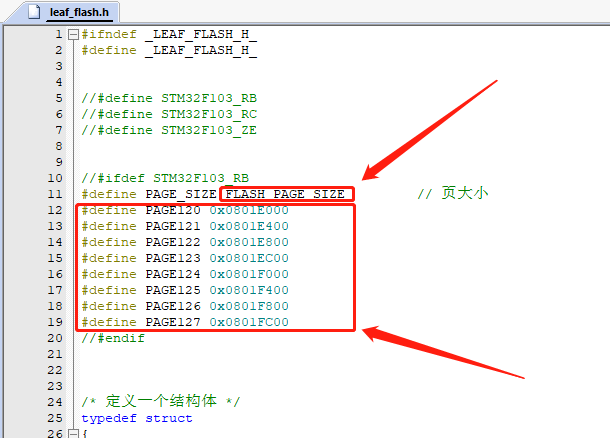 leaf_flash.h
1 #ifndef _LEAF_FLASH_H_
2 #define _LEAF_FLASH_H_
3
4
5 //#define STM32F103_RB
6 //#define STM32F103_RC
7 //#define STM32F103_ZE
8
9
10 //#ifdef STM32F103_RB
11 #define PAGE_SIZE FLASH_PAGE_SIZE // 页大小
12 #define PAGE120 0x0801E000
13 #define PAGE121 0x0801E400
14 #define PAGE122 0x0801E800
15 #define PAGE123 0x0801EC00
16 #define PAGE124 0x0801F000
17 #define PAGE125 0x0801F400
18 #define PAGE126 0x0801F800
19 #define PAGE127 0x0801FC00
20 //#endif
21
22
23
24 /* 定义一个结构体 */
25 typedef struct
26 {